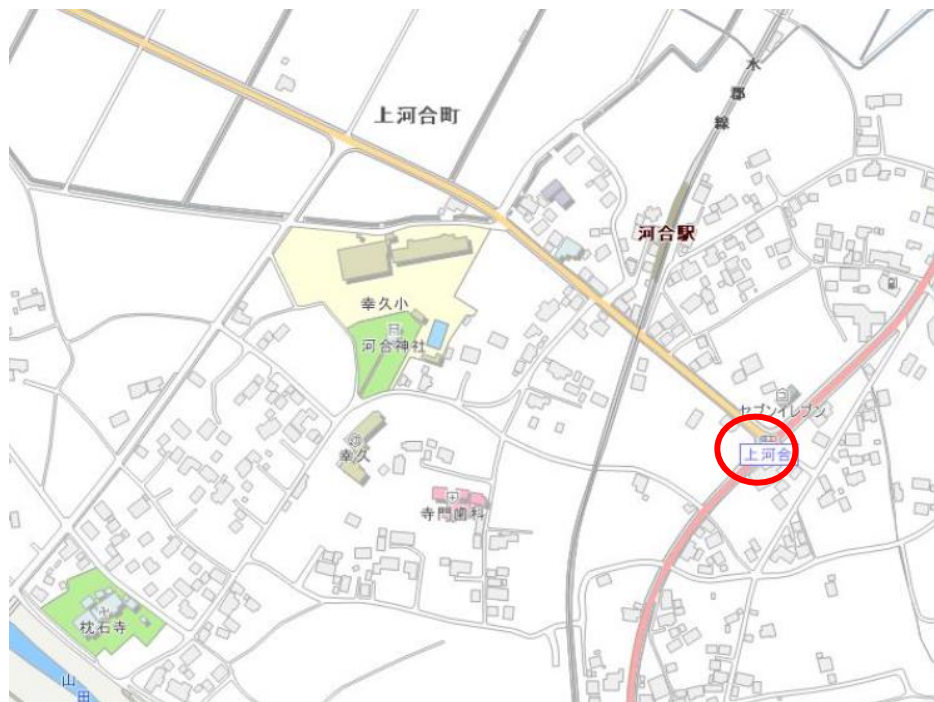 水
郡
線
上河合町
河合駅
幸久小
河合神社
セブンイレブン
上河合
幸久
寺門歯科
枕石寺
山
田